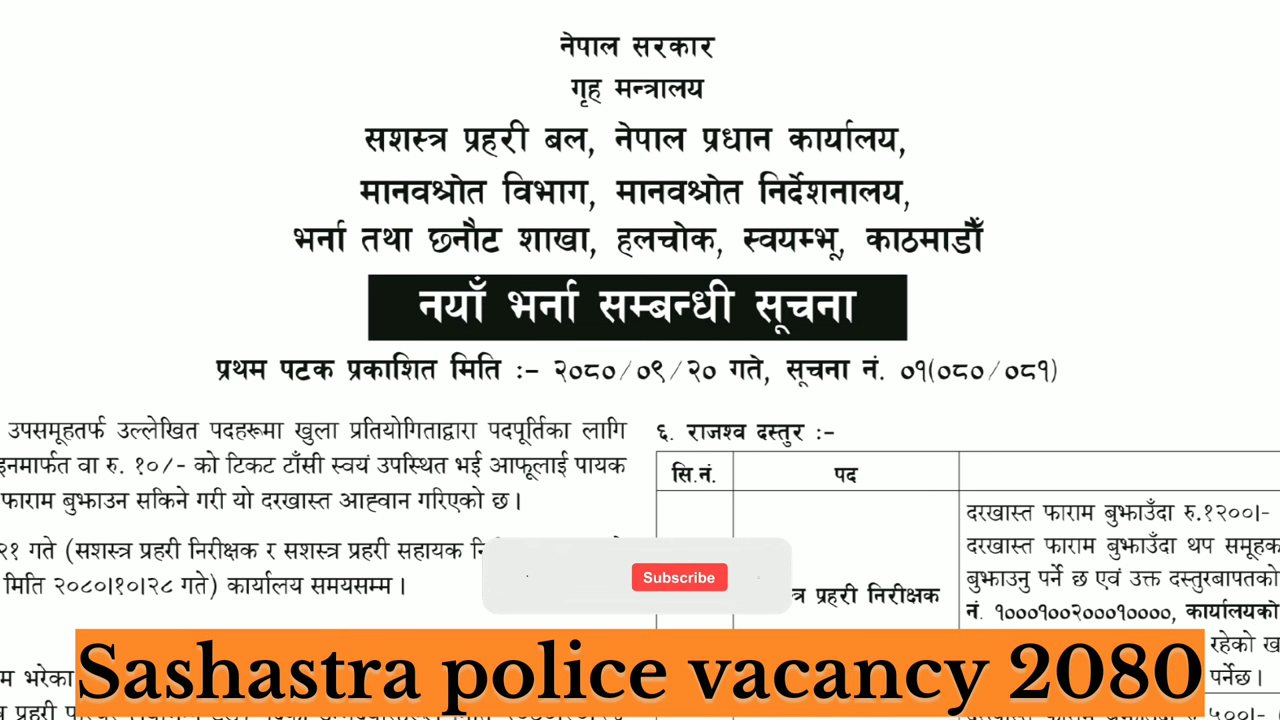 नेपाल सरकार
गृह मन्त्रालय
सशस्त्र प्रहरी बल, नेपाल प्रधान कार्यालय,
मानवश्रोत विभाग, मानवश्रोत निर्देशनालय,
भर्ना तथा छनौट शाखा, हलचोक, स्वयम्भू, काठमाडौँ
नयाँ भर्ना सम्बन्धी सूचना
प्रथम पटक प्रकाशित मिति :- २०८०/०९/२० गते, सूचना नं. ०१(०८०/०८१)
उपसमूहतर्फ उल्लेखित पदहरूमा खुला प्रतियोगिताद्वारा पदपूर्तिका लागि
वा रु. १०/- को टिकट टाँसी स्वयं उपस्थित भई आफूलाई पायक
फाराम बुझाउन सकिने गरी यो दरखास्त आह्वान गरिएको छ।
२१ गते (सशस्त्र प्रहरी निरीक्षक र सशस्त्र प्रहरी सहायक
मिति २०८०।१०।२८ गते) कार्यालय समयसम्म।
भरेका
६. राजश्व दस्तुर :-
सि.नं. पद
दरखास्त फाराम बुझाउँदा रु.१२००।-
दरखास्त फाराम बुझाउँदा थप समूहक
बुझाउनु पर्ने छ एवं उक्त दस्तुरबापतको
प्रहरी निरीक्षक
नं. १०००१००२०००१००००, कार्यालयको
रहेको
पर्नेछ।
५००।-
Subscribe
Sashastra police vacancy 2080